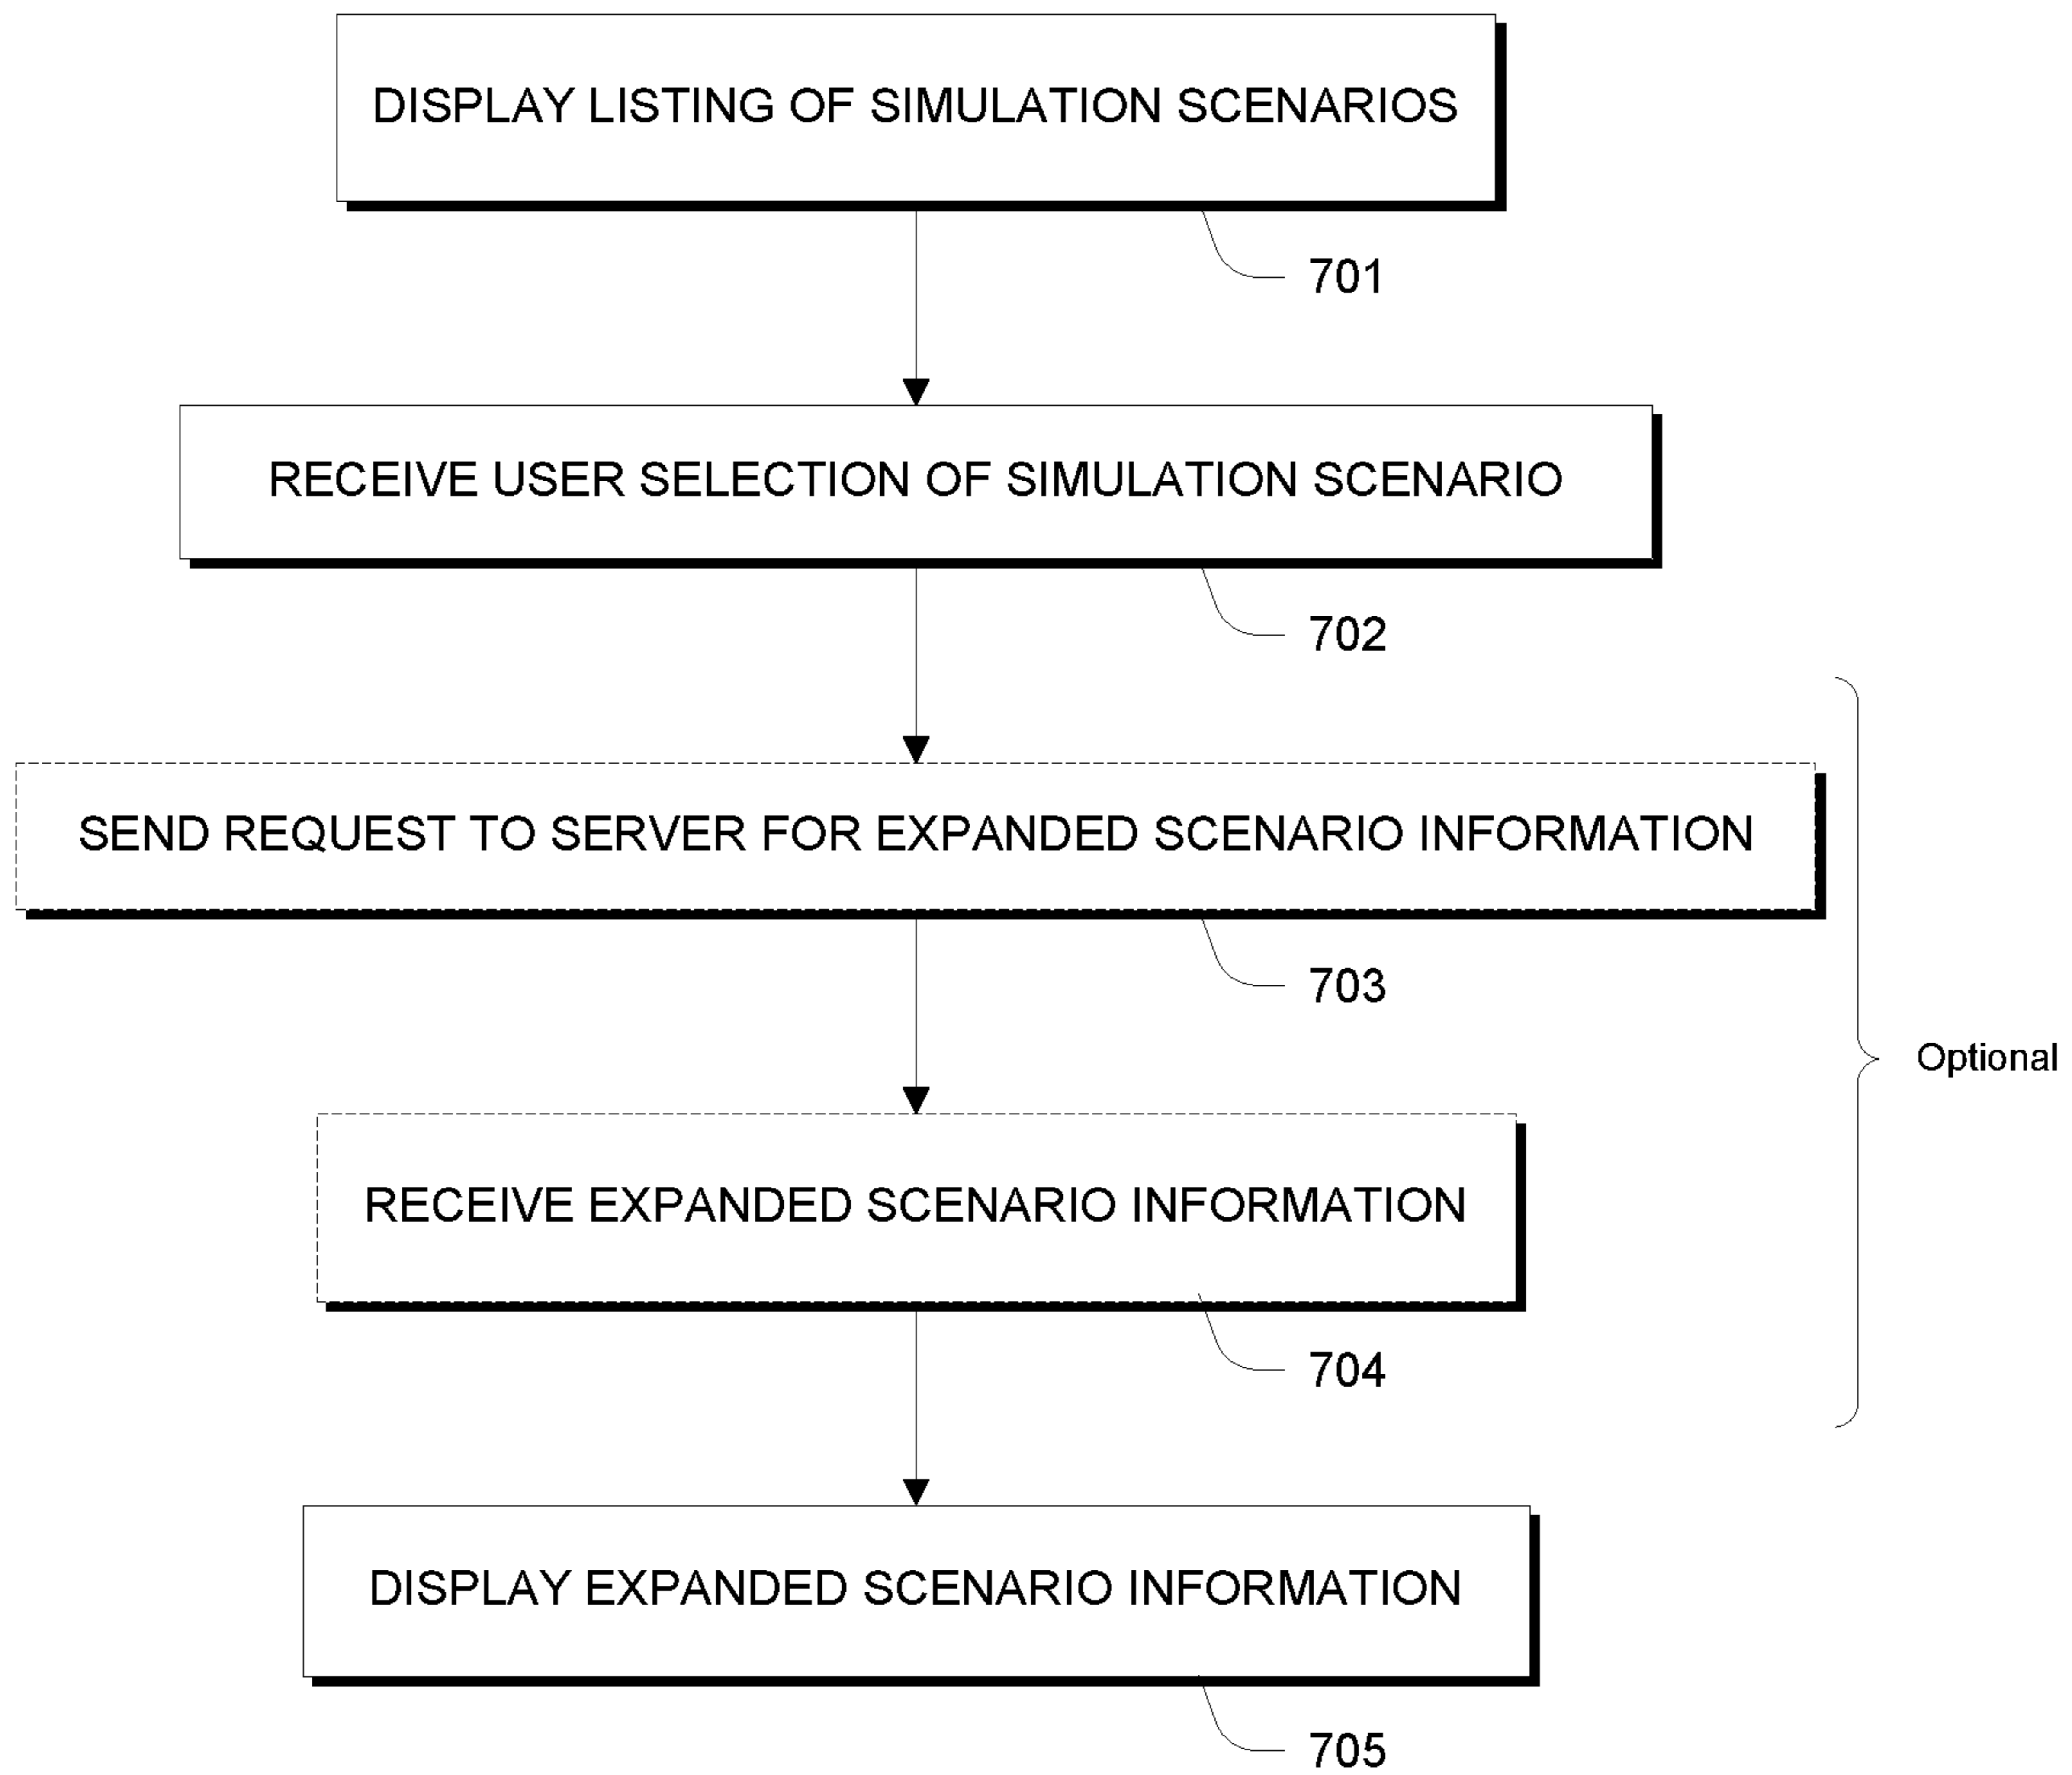 DISPLAY LISTING OF SIMULATION SCENARIOS
701
RECEIVE USER SELECTION OF SIMULATION SCENARIO
702
SEND REQUEST TO SERVER FOR EXPANDED SCENARIO INFORMATION
703
Optional
RECEIVE EXPANDED SCENARIO INFORMATION
704
DISPLAY EXPANDED SCENARIO INFORMATION
705